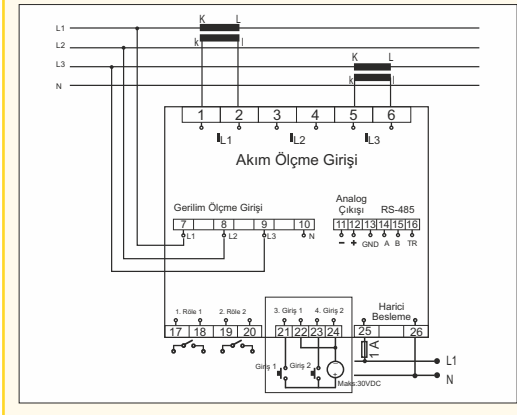 K L
L1
k l
L2
L3
K L
k l
N
1 2 3 4 5 6
IL1 IL2 IL3
Akım Ölçme Girişi
Analog Çıkışı RS-485
Gerilim Ölçme Girişi
7 8 9 10 11 12 13 14 15 16
L1 L2 L3 N - + GND A B TR
Harici Besleme
1. Röle 1 2. Röle 2 3. Giriş 1 4. Giriş 2
17 18 19 20 21 22 23 24 25 26
1 A
Giriş 1 Giriş 2
L1
Maks:30VDC
N